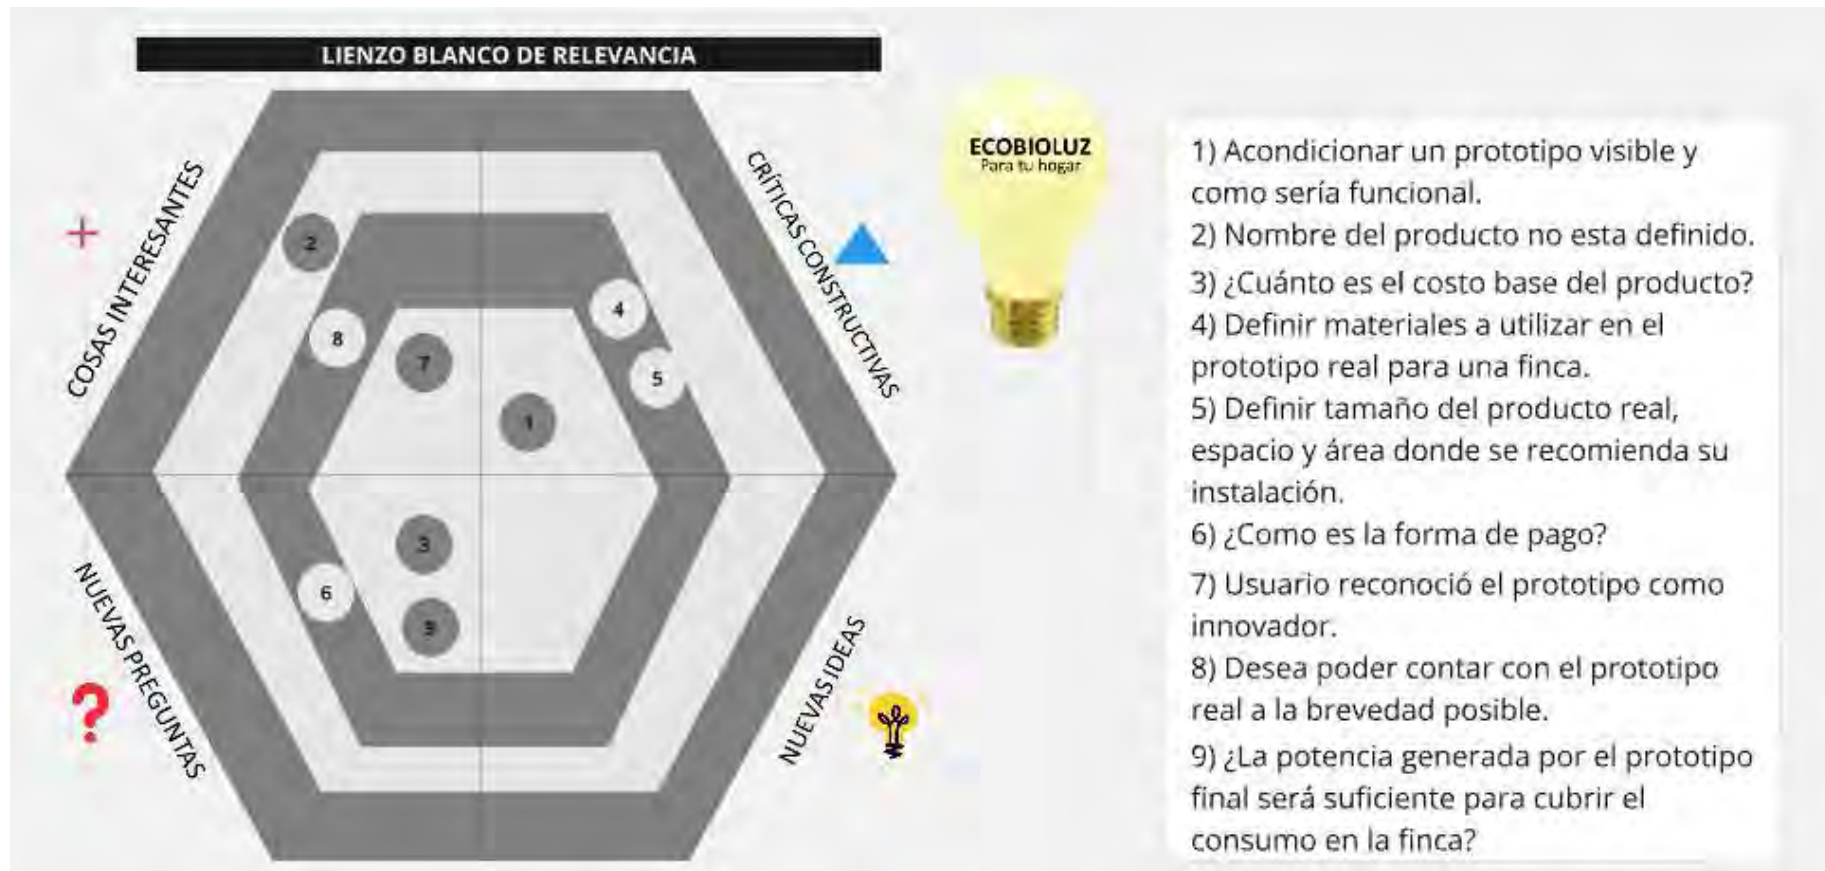 LIENZO BLANCO DE RELEVANCIA
COSAS INTERESANTES
CRÍTICAS CONSTRUCTIVAS
NUEVAS PREGUNTAS
NUEVAS IDEAS
2
8
7
4
5
1
3
6
9
ECOBIOLUZ
Para tu hogar
1) Acondicionar un prototipo visible y
como sería funcional.
2) Nombre del producto no esta definido.
3) ¿Cuánto es el costo base del producto?
4) Definir materiales a utilizar en el
prototipo real para una finca.
5) Definir tamaño del producto real,
espacio y área donde se recomienda su
instalación.
6) ¿Como es la forma de pago?
7) Usuario reconoció el prototipo como
innovador.
8) Desea poder contar con el prototipo
real a la brevedad posible.
9) ¿La potencia generada por el prototipo
final será suficiente para cubrir el
consumo en la finca?